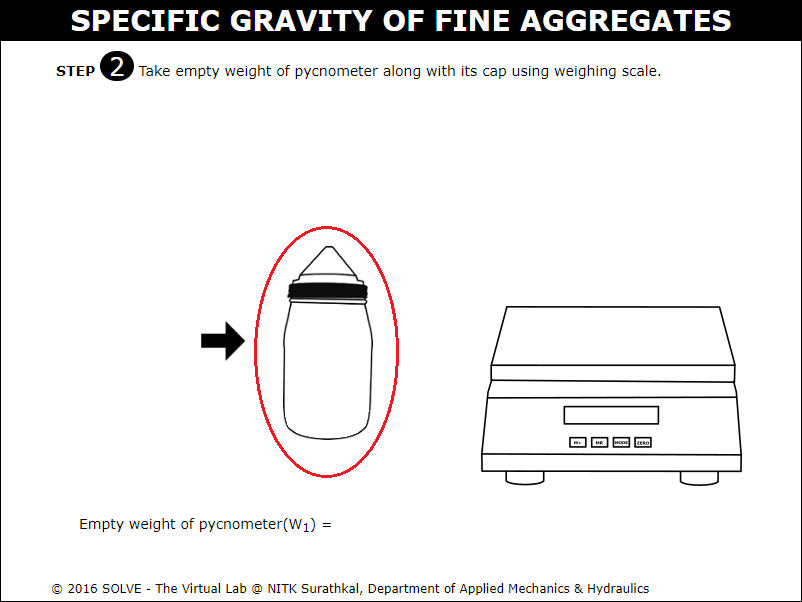 SPECIFIC GRAVITY OF FINE AGGREGATES
STEP 2 Take empty weight of pycnometer along with its cap using weighing scale.
M+ MR MODE ZERO
Empty weight of pycnometer(W1) =
© 2016 SOLVE - The Virtual Lab @ NITK Surathkal, Department of Applied Mechanics & Hydraulics